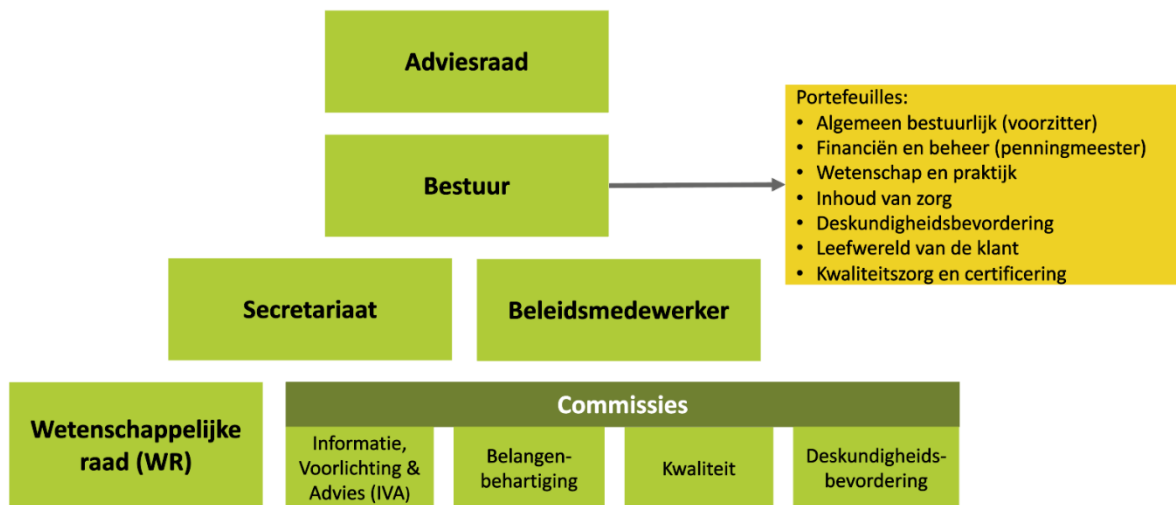 Adviesraad
Bestuur
Portefeuilles:
• Algemeen bestuurlijk (voorzitter)
• Financiën en beheer (penningmeester)
• Wetenschap en praktijk
• Inhoud van zorg
• Deskundigheidsbevordering
• Leefwereld van de klant
• Kwaliteitszorg en certificering
Secretariaat
Beleidsmedewerker
Wetenschappelijke
raad (WR)
Commissies
Informatie,
Voorlichting &
Advies (IVA)
Belangen-
behartiging
Kwaliteit
Deskundigheids-
bevordering